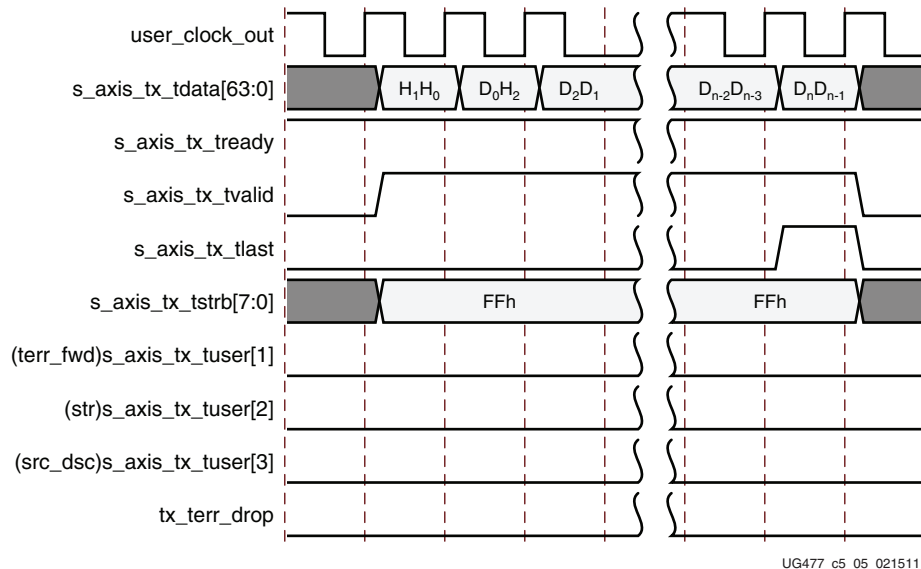 user_clock_out
s_axis_tx_tdata[63:0] H₁H₀ D₀H₂ D₂D₁ Dₙ₋₂Dₙ₋₃ DₙDₙ₋₁
s_axis_tx_tready
s_axis_tx_tvalid
s_axis_tx_tlast
s_axis_tx_tstrb[7:0] FFh FFh
(terr_fwd)s_axis_tx_tuser[1]
(str)s_axis_tx_tuser[2]
(src_dsc)s_axis_tx_tuser[3]
tx_terr_drop
UG477_c5_05_021511